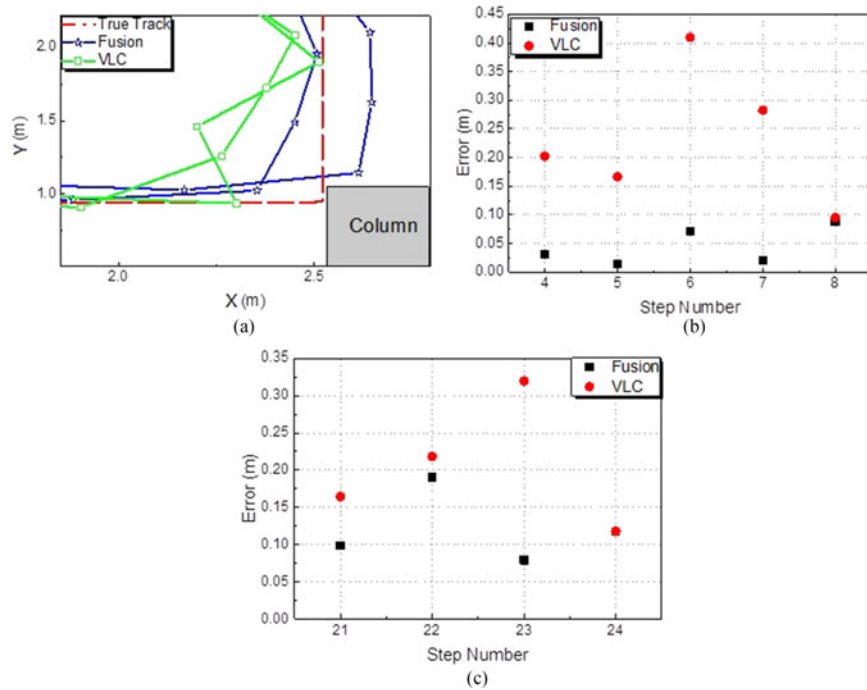 True Track
Fusion
VLC
2.0
1.5
1.0
Y (m)
Column
2.0
2.5
X (m)
(a)
Fusion
VLC
0.45
0.40
0.35
0.30
0.25
0.20
0.15
0.10
0.05
0.00
Error (m)
4 5 6 7 8
Step Number
(b)
Fusion
VLC
0.35
0.30
0.25
0.20
0.15
0.10
0.05
0.00
Error (m)
21 22 23 24
Step Number
(c)